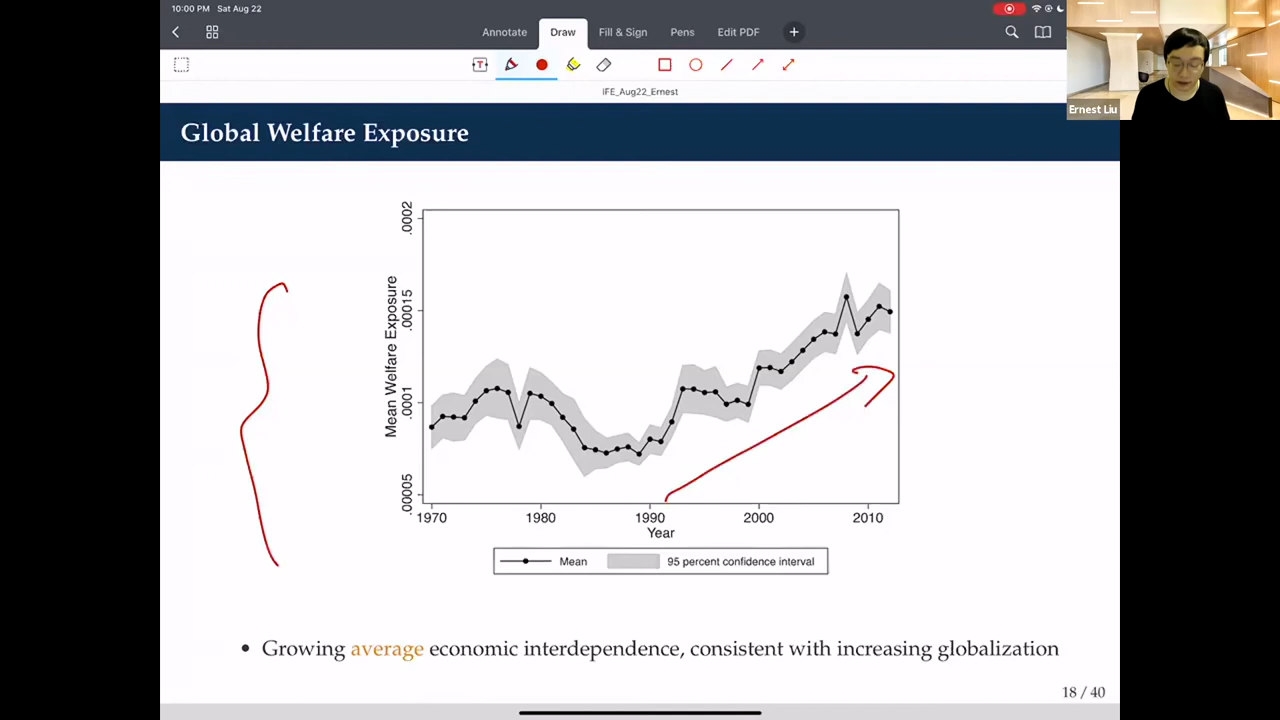 10:00 PM Sat Aug 22
Annotate Draw Fill & Sign Pens Edit PDF
T
IFE_Aug22_Ernest
Ernest Liu
Global Welfare Exposure
.0002
.00015
.0001
.00005
Mean Welfare Exposure
1970 1980 1990 2000 2010
Year
Mean 95 percent confidence interval
• Growing average economic interdependence, consistent with increasing globalization
18 / 40